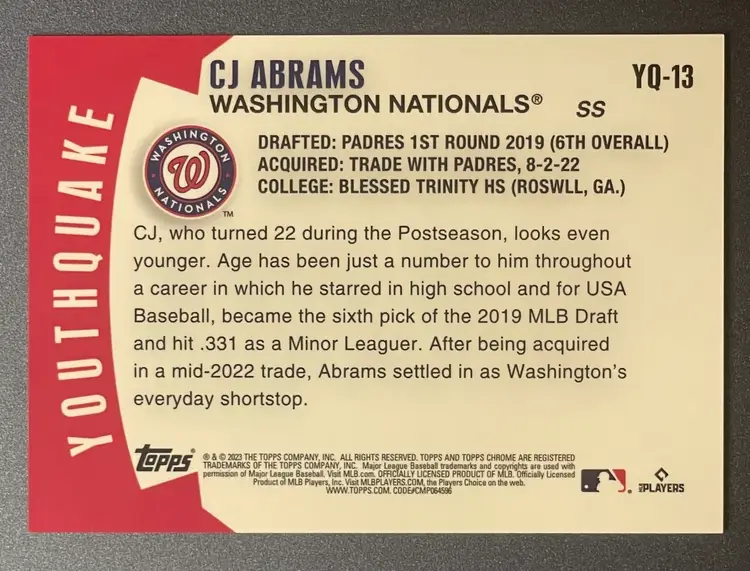 CJ ABRAMS
YQ-13
WASHINGTON NATIONALS® SS
WASHINGTON
W
NATIONALS
TM
DRAFTED: PADRES 1ST ROUND 2019 (6TH OVERALL)
ACQUIRED: TRADE WITH PADRES, 8-2-22
COLLEGE: BLESSED TRINITY HS (ROSWLL, GA.)
YOUTHQUAKE
CJ, who turned 22 during the Postseason, looks even
younger. Age has been just a number to him throughout
a career in which he starred in high school and for USA
Baseball, became the sixth pick of the 2019 MLB Draft
and hit .331 as a Minor Leaguer. After being acquired
in a mid-2022 trade, Abrams settled in as Washington's
everyday shortstop.
topps
® & © 2023 THE TOPPS COMPANY, INC. ALL RIGHTS RESERVED. TOPPS AND TOPPS CHROME ARE REGISTERED
TRADEMARKS OF THE TOPPS COMPANY, INC. Major League Baseball trademarks and copyrights are used with
permission of Major League Baseball. Visit MLB.com. OFFICIALLY LICENSED PRODUCT OF MLB. Officially Licensed
Product of MLB Players, Inc. Visit MLBPLAYERS.COM, the Players Choice on the web.
WWW.TOPPS.COM. CODE#CMP064596
MLB PLAYERS